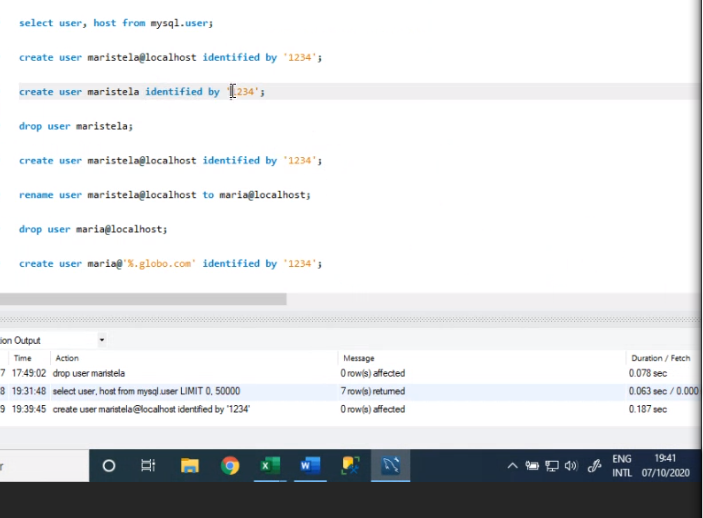 select user, host from mysql.user;
create user maristela@localhost identified by '1234';
create user maristela identified by '1234';
drop user maristela;
create user maristela@localhost identified by '1234';
rename user maristela@localhost to maria@localhost;
drop user maria@localhost;
create user maria@'%.globo.com' identified by '1234';
ion Output
Time Action Message Duration / Fetch
7 17:49:02 drop user maristela 0 row(s) affected 0.078 sec
8 19:31:48 select user, host from mysql.user LIMIT 0, 50000 7 row(s) returned 0.063 sec / 0.000
9 19:39:45 create user maristela@localhost identified by '1234' 0 row(s) affected 0.187 sec
r ENG 19:41
INTL 07/10/2020